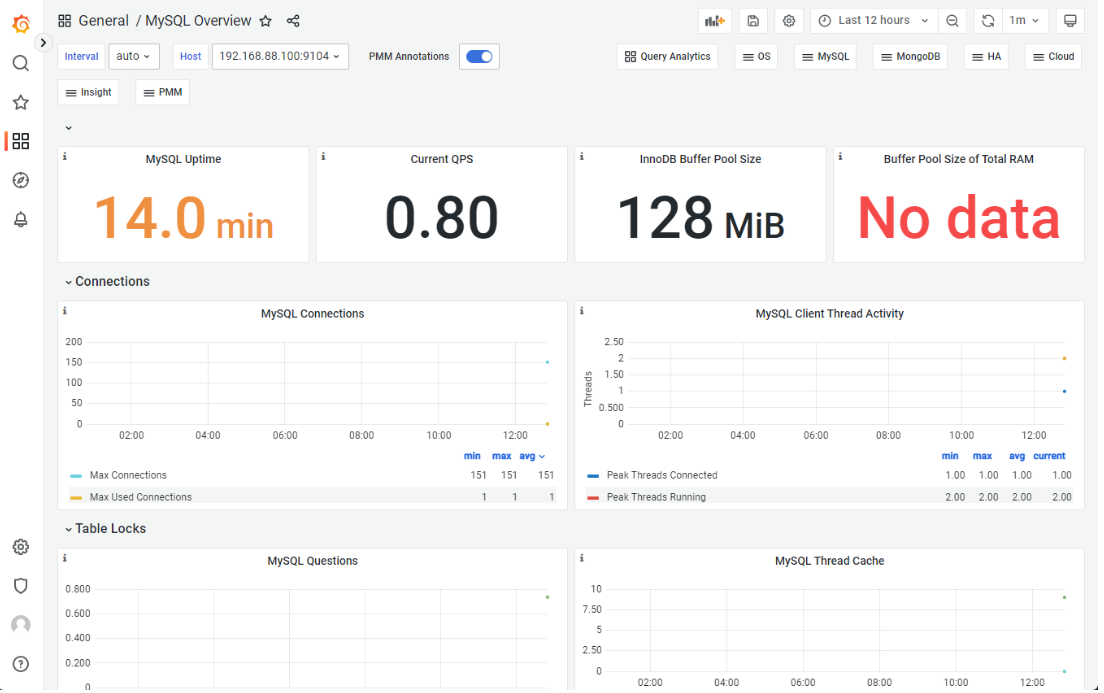 General / MySQL Overview
Last 12 hours
1m
Interval auto Host 192.168.88.100:9104 PMM Annotations
Query Analytics OS MySQL MongoDB HA Cloud
Insight PMM
MySQL Uptime
14.0 min
Current QPS
0.80
InnoDB Buffer Pool Size
128 MiB
Buffer Pool Size of Total RAM
No data
Connections
MySQL Connections
200
150
100
50
0
02:00 04:00 06:00 08:00 10:00 12:00
min max avg
Max Connections 151 151 151
Max Used Connections 1 1 1
MySQL Client Thread Activity
Threads
2.50
2
1.50
1
0.500
0
02:00 04:00 06:00 08:00 10:00 12:00
min max avg current
Peak Threads Connected 1.00 1.00 1.00 1.00
Peak Threads Running 2.00 2.00 2.00 2.00
Table Locks
MySQL Questions
0.800
0.600
0.400
0.200
0
MySQL Thread Cache
10
7.50
5
2.50
0
02:00 04:00 06:00 08:00 10:00 12:00